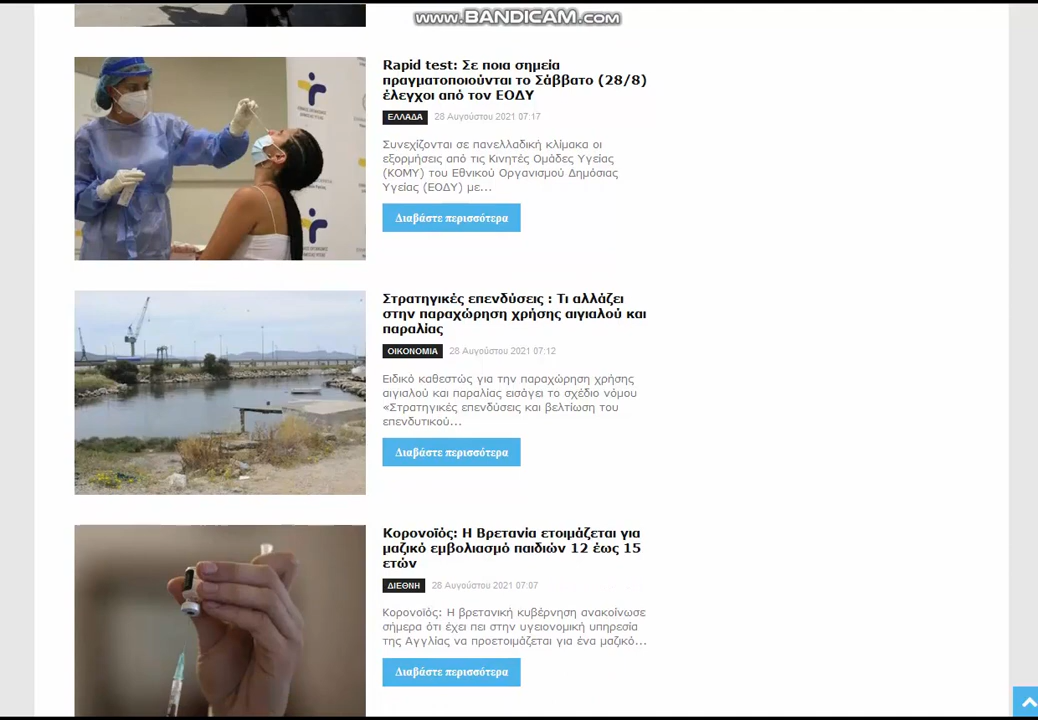 www.BANDICAM.com
Rapid test: Σε ποια σημεία
πραγματοποιούνται το Σάββατο (28/8)
έλεγχοι από τον ΕΟΔΥ
ΕΛΛΑΔΑ 28 Αυγούστου 2021 07:17
Συνεχίζονται σε πανελλαδική κλίμακα οι
εξορμήσεις από τις Κινητές Ομάδες Υγείας
(ΚΟΜΥ) του Εθνικού Οργανισμού Δημόσιας
Υγείας (ΕΟΔΥ) με...
Διαβάστε περισσότερα
Στρατηγικές επενδύσεις : Τι αλλάζει
στην παραχώρηση χρήσης αιγιαλού και
παραλίας
ΟΙΚΟΝΟΜΙΑ 28 Αυγούστου 2021 07:12
Ειδικό καθεστώς για την παραχώρηση χρήσης
αιγιαλού και παραλίας εισάγει το σχέδιο νόμου
«Στρατηγικές επενδύσεις και βελτίωση του
επενδυτικού...
Διαβάστε περισσότερα
Κορονοϊός: Η Βρετανία ετοιμάζεται για
μαζικό εμβολιασμό παιδιών 12 έως 15
ετών
ΔΙΕΘΝΗ 28 Αυγούστου 2021 07:07
Κορονοϊός: Η βρετανική κυβέρνηση ανακοίνωσε
σήμερα ότι έχει πει στην υγειονομική υπηρεσία
της Αγγλίας να προετοιμάζεται για ένα μαζικό...
Διαβάστε περισσότερα